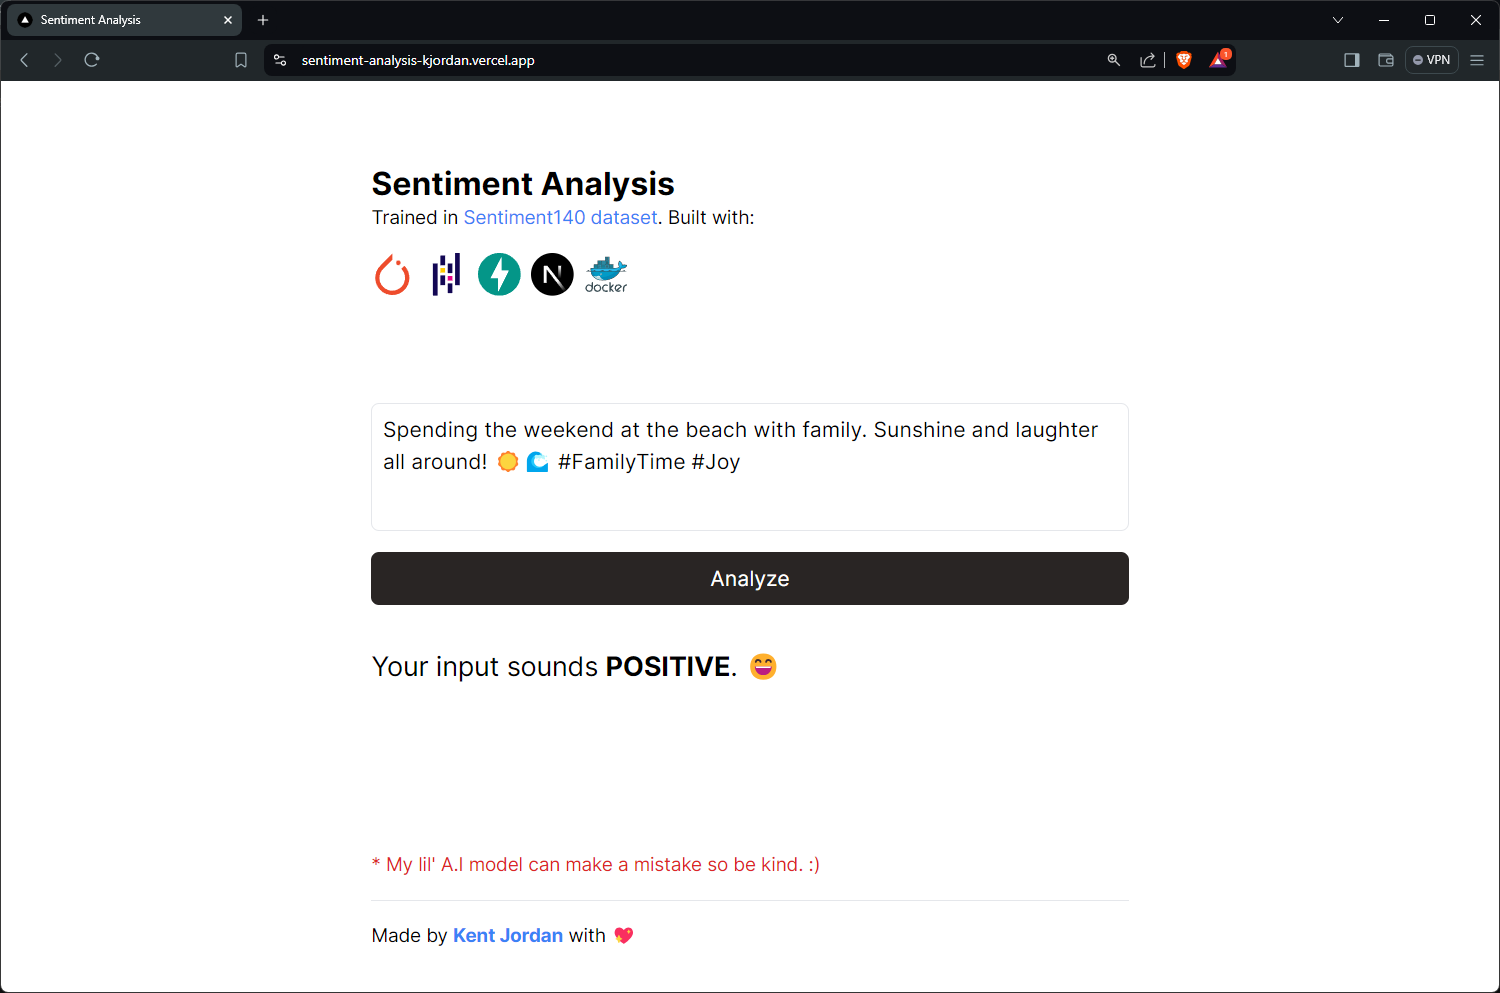 Sentiment Analysis
sentiment-analysis-kjordan.vercel.app
1
VPN
Sentiment Analysis
Trained in Sentiment140 dataset. Built with:
N
docker
Spending the weekend at the beach with family. Sunshine and laughter
all around! ☀️ 🌊 #FamilyTime #Joy
Analyze
Your input sounds POSITIVE. 😄
* My lil' A.I model can make a mistake so be kind. :)
Made by Kent Jordan with 💖